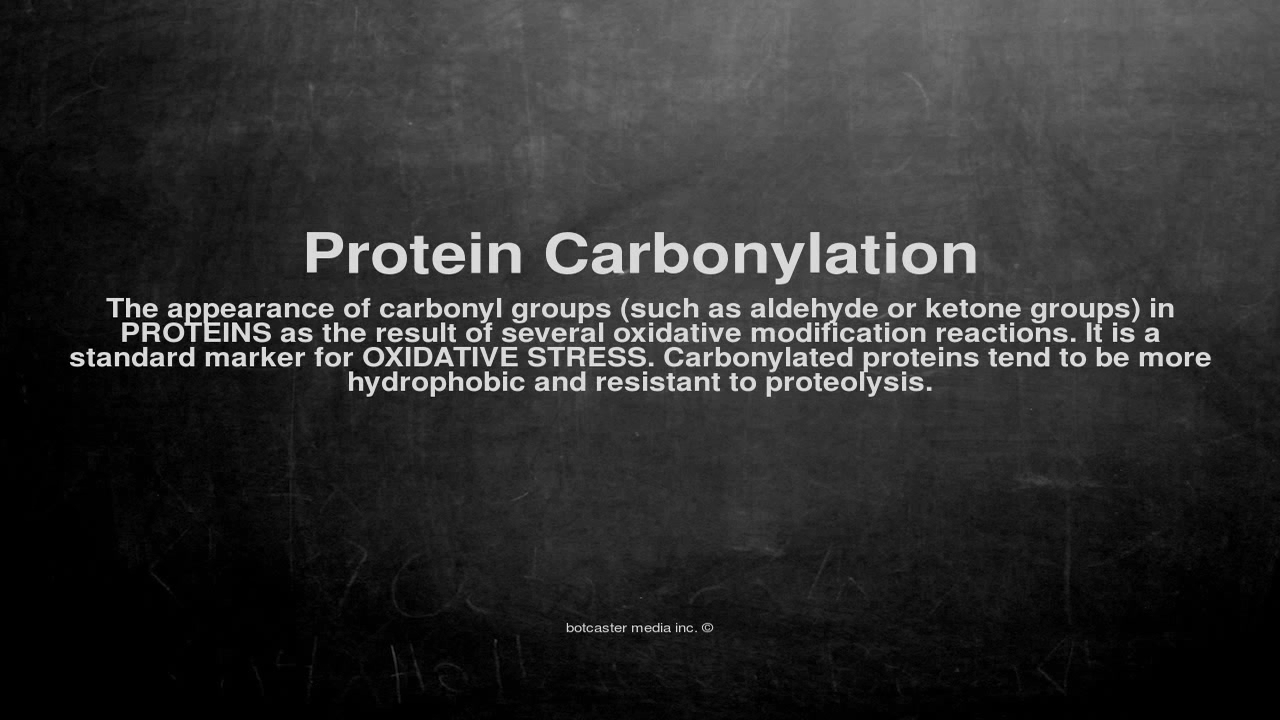 Protein Carbonylation
The appearance of carbonyl groups (such as aldehyde or ketone groups) in
PROTEINS as the result of several oxidative modification reactions. It is a
standard marker for OXIDATIVE STRESS. Carbonylated proteins tend to be more
hydrophobic and resistant to proteolysis.
botcaster media inc. ©